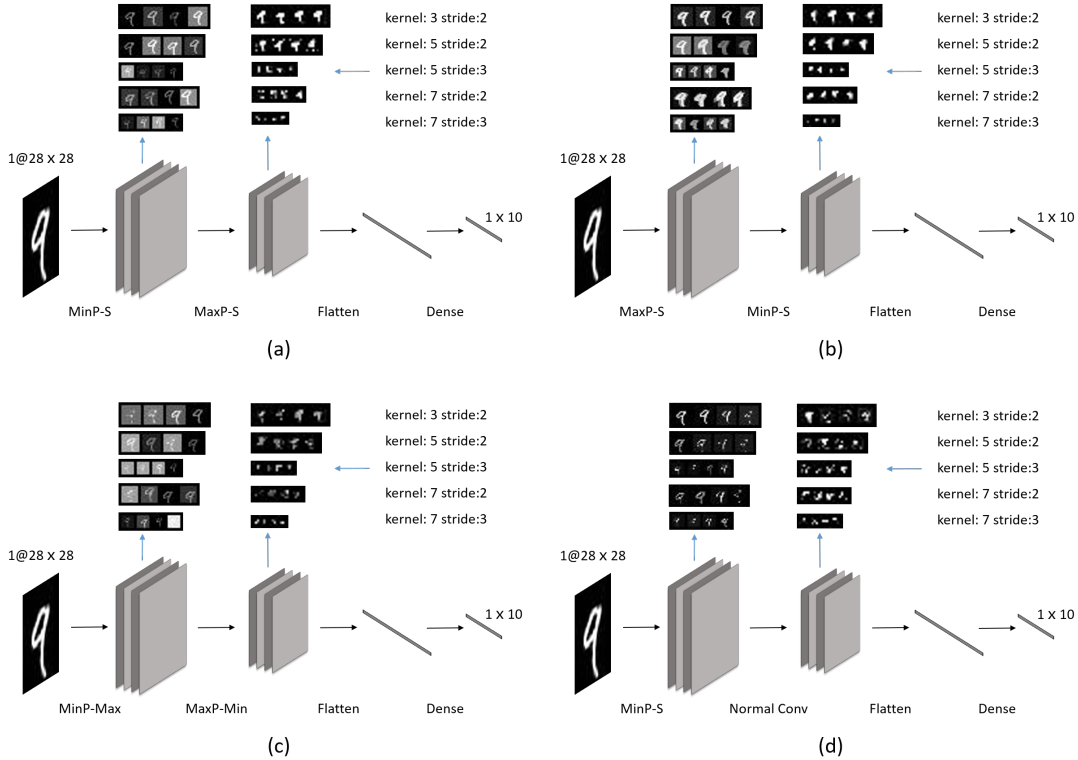 kernel: 3 stride:2
kernel: 5 stride:2
kernel: 5 stride:3
kernel: 7 stride:2
kernel: 7 stride:3
1@28 x 28
1 x 10
MinP-S MaxP-S Flatten Dense
(a)
kernel: 3 stride:2
kernel: 5 stride:2
kernel: 5 stride:3
kernel: 7 stride:2
kernel: 7 stride:3
1@28 x 28
1 x 10
MaxP-S MinP-S Flatten Dense
(b)
kernel: 3 stride:2
kernel: 5 stride:2
kernel: 5 stride:3
kernel: 7 stride:2
kernel: 7 stride:3
1@28 x 28
1 x 10
MinP-Max MaxP-Min Flatten Dense
(c)
kernel: 3 stride:2
kernel: 5 stride:2
kernel: 5 stride:3
kernel: 7 stride:2
kernel: 7 stride:3
1@28 x 28
1 x 10
MinP-S Normal Conv Flatten Dense
(d)